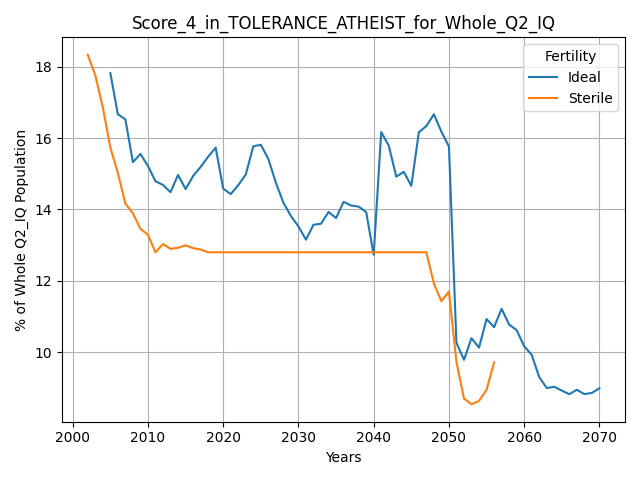 Score_4_in_TOLERANCE_ATHEIST_for_Whole_Q2_IQ
Fertility
Ideal
Sterile
% of Whole Q2_IQ Population
18
16
14
12
10
2000 2010 2020 2030 2040 2050 2060 2070
Years